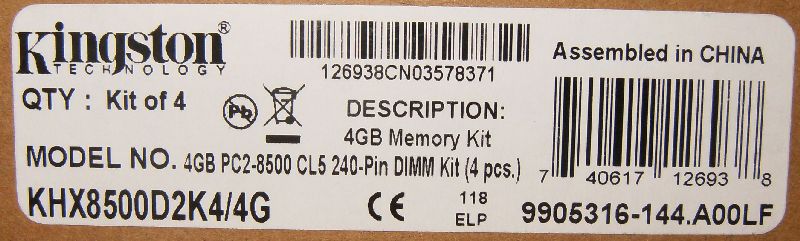 Kingston®
TECHNOLOGY
126938CN03578371
Assembled in CHINA
QTY : Kit of 4
Pb
DESCRIPTION:
4GB Memory Kit
MODEL NO. 4GB PC2-8500 CL5 240-Pin DIMM Kit (4 pcs.)
7 40617 12693 8
KHX8500D2K4/4G
CE
118
ELP
9905316-144.A00LF